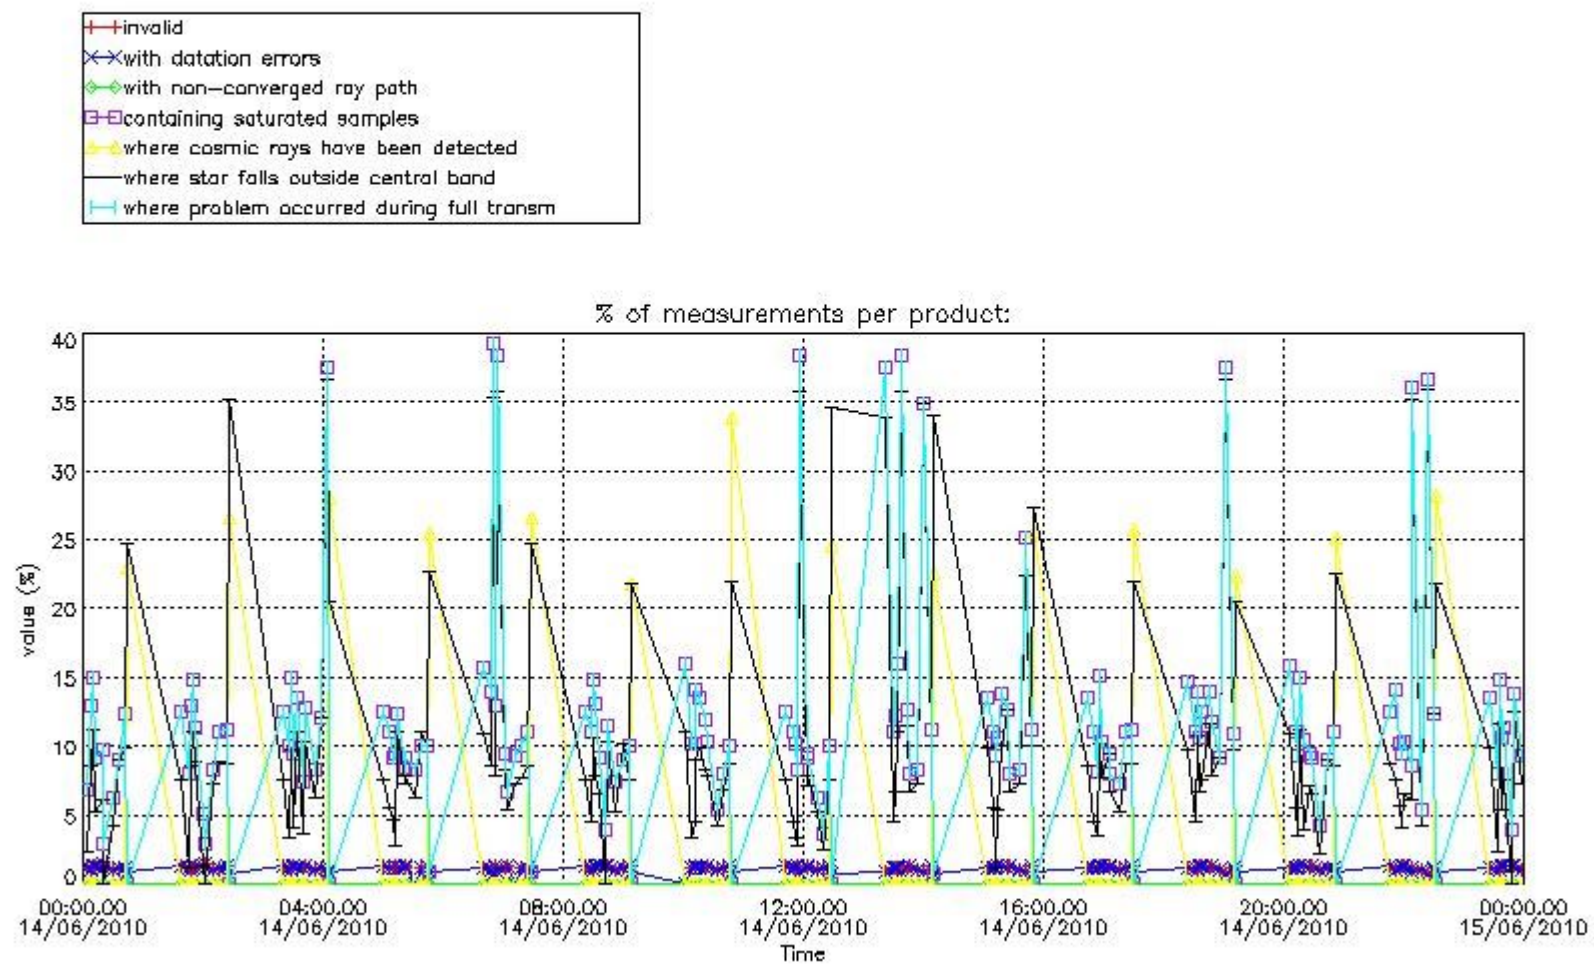 invalid
with datation errors
with non-converged ray path
containing saturated samples
where cosmic rays have been detected
where star falls outside central band
where problem occurred during full transm
% of measurements per product:
40
35
30
25
20
15
10
5
0
value (%)
00:00:00 04:00:00 08:00:00 12:00:00 16:00:00 20:00:00 00:00:00
14/06/2010 14/06/2010 14/06/2010 14/06/2010 14/06/2010 14/06/2010 15/06/2010
Time